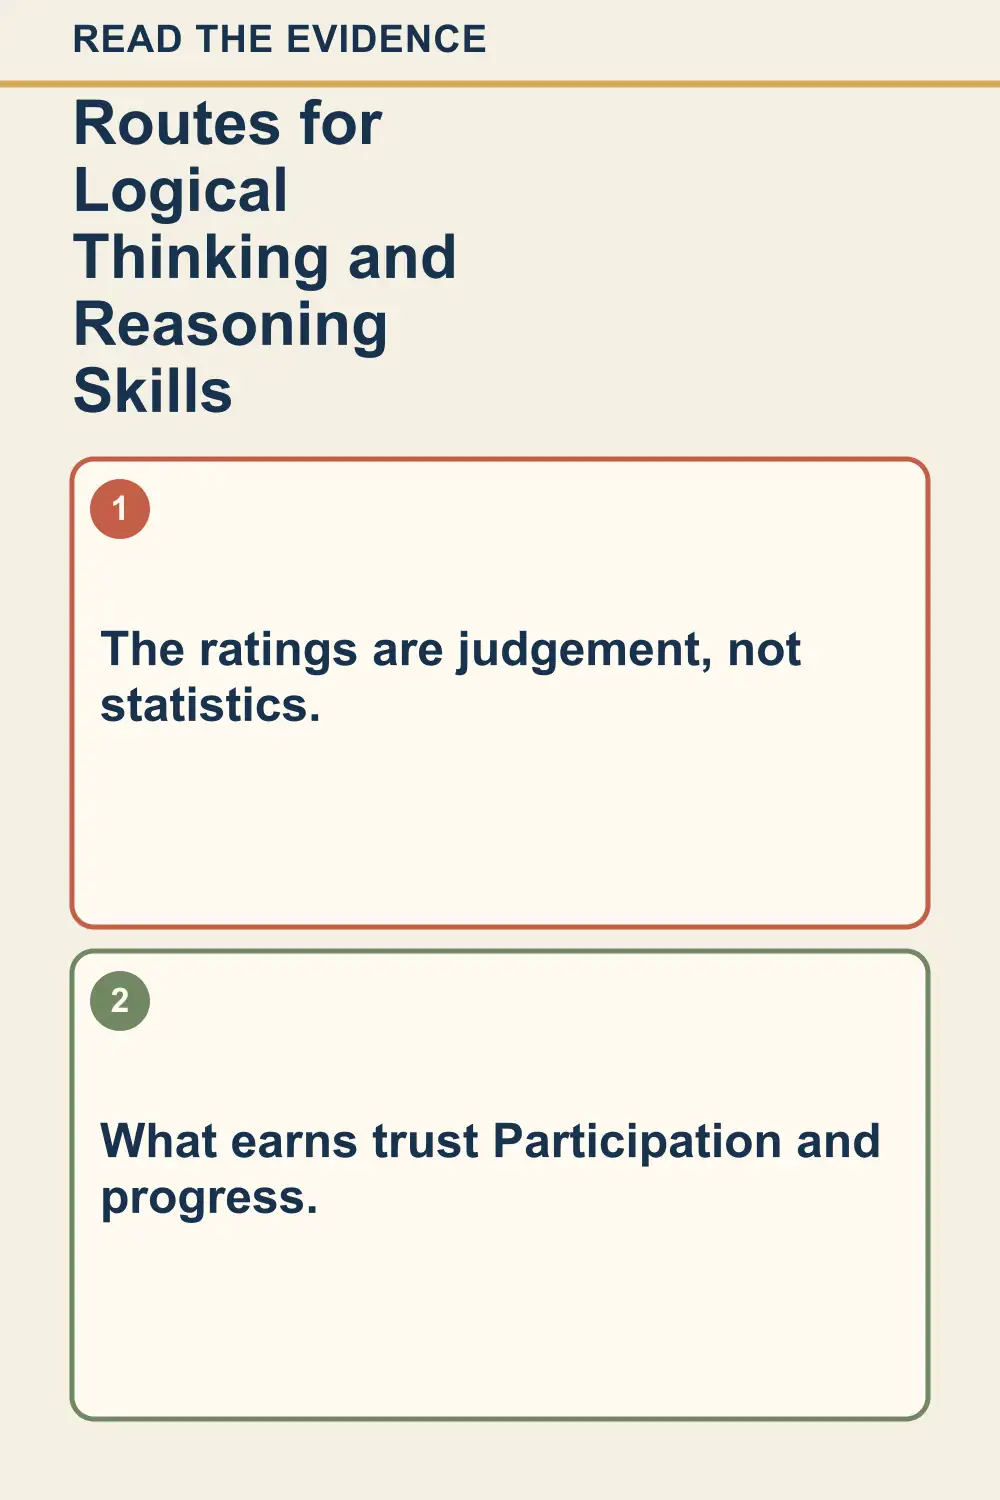 READ THE EVIDENCE
Routes for
Logical
Thinking and
Reasoning
Skills
1
The ratings are judgement, not
statistics.
2
What earns trust Participation and
progress.